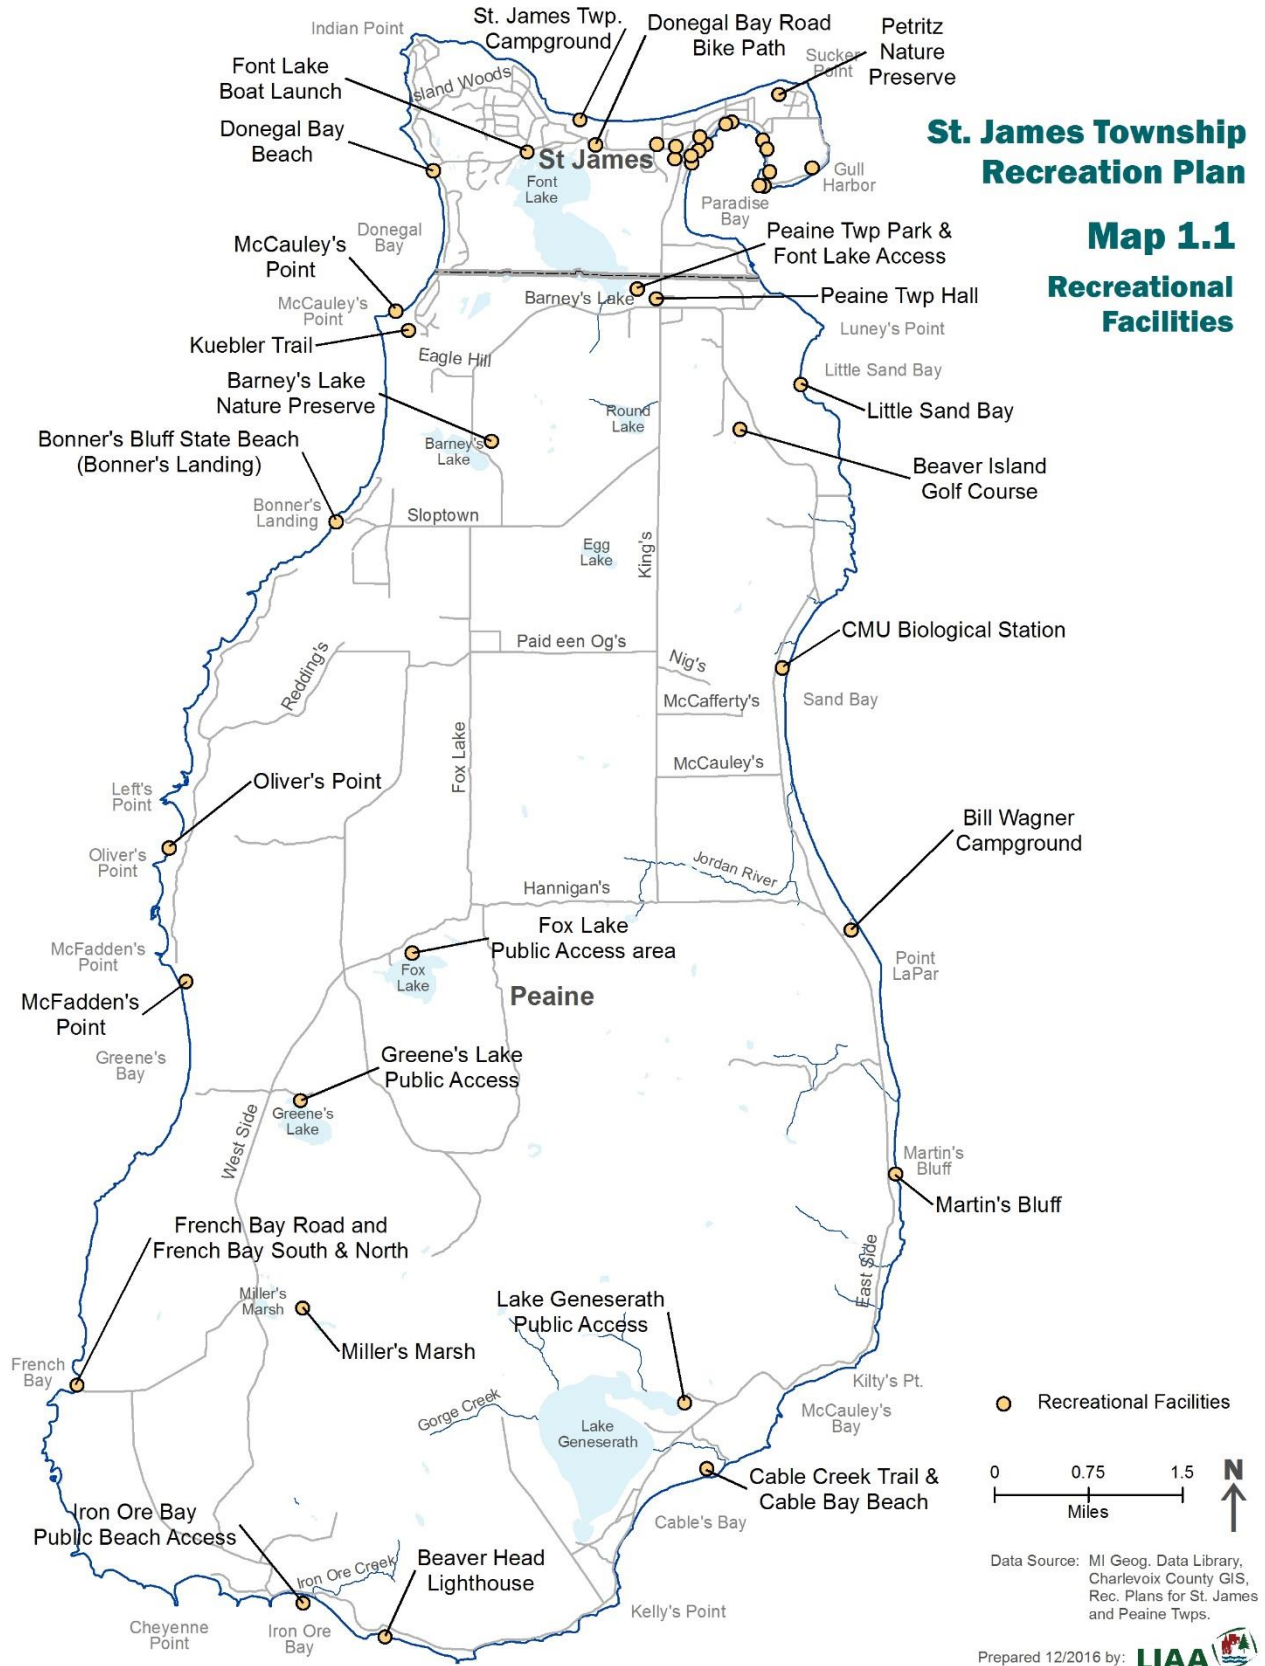 Indian Point
St. James Twp.
Campground
Donegal Bay Road
Bike Path
Petritz
Nature
Preserve
Sucker
Point
Font Lake
Boat Launch
Island Woods
Donegal Bay
Beach
St James
Font
Lake
Gull
Harbor
Paradise
Bay
St. James Township
Recreation Plan
Map 1.1
Recreational
Facilities
Donegal
Bay
McCauley's
Point
McCauley's
Point
Peaine Twp Park &
Font Lake Access
Barney's Lake
Peaine Twp Hall
Luney's Point
Kuebler Trail
Eagle Hill
Little Sand Bay
Little Sand Bay
Barney's Lake
Nature Preserve
Round
Lake
Barney's
Lake
Bonner's Bluff State Beach
(Bonner's Landing)
Beaver Island
Golf Course
Bonner's
Landing
Sloptown
Egg
Lake
King's
Paid een Og's
CMU Biological Station
Redding's
Nig's
McCafferty's
Sand Bay
Fox Lake
McCauley's
Left's
Point
Oliver's Point
Oliver's
Point
Bill Wagner
Campground
Jordan River
Hannigan's
Fox Lake
Public Access area
McFadden's
Point
Fox
Lake
Point
LaPar
McFadden's
Point
Peaine
Greene's
Bay
Greene's Lake
Public Access
Greene's
Lake
West Side
Martin's
Bluff
Martin's Bluff
French Bay Road and
French Bay South & North
East Side
Miller's
Marsh
Miller's Marsh
Lake Geneserath
Public Access
French
Bay
Kilty's Pt.
McCauley's
Bay
Gorge Creek
Lake
Geneserath
Recreational Facilities
Cable Creek Trail &
Cable Bay Beach
0 0.75 1.5
Miles
N
Cable's Bay
Iron Ore Bay
Public Beach Access
Iron Ore Creek
Beaver Head
Lighthouse
Kelly's Point
Cheyenne
Point
Iron Ore
Bay
Data Source: MI Geog. Data Library,
Charlevoix County GIS,
Rec. Plans for St. James
and Peaine Twps.
Prepared 12/2016 by: LIAA